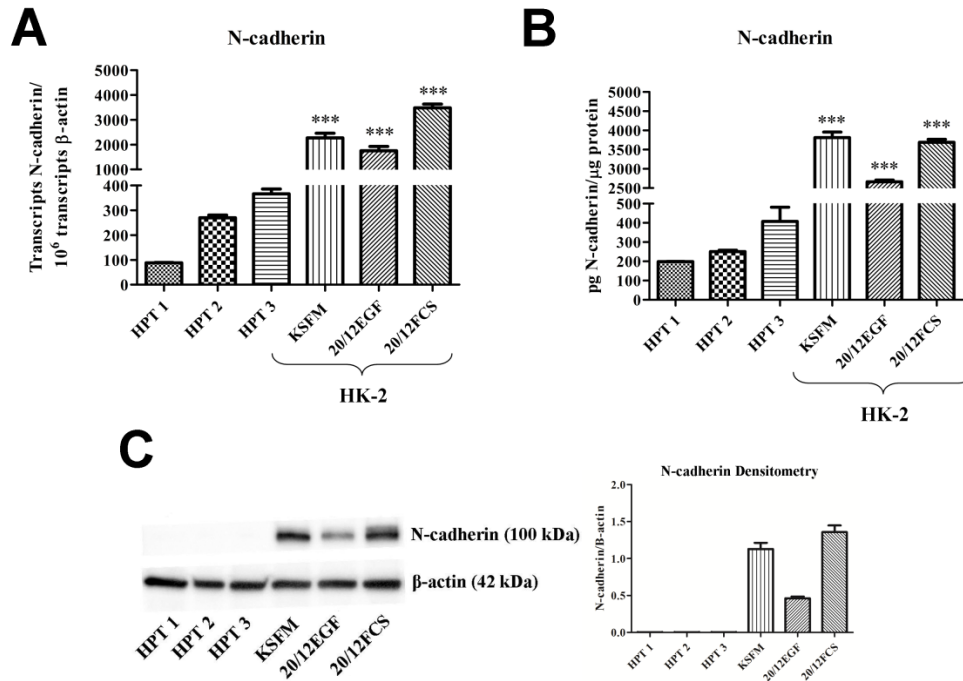 A
N-cadherin
Transcripts N-cadherin/
10⁶ transcripts β-actin
5000
4000
3000
2000
1000
400
300
200
100
0
***
***
***
HPT 1
HPT 2
HPT 3
KSFM
20/12EGF
20/12FCS
HK-2
B
N-cadherin
pg N-cadherin/µg protein
5000
4500
4000
3500
3000
2500
500
400
300
200
100
0
***
***
***
HPT 1
HPT 2
HPT 3
KSFM
20/12EGF
20/12FCS
HK-2
C
N-cadherin (100 kDa)
β-actin (42 kDa)
HPT 1
HPT 2
HPT 3
KSFM
20/12EGF
20/12FCS
N-cadherin Densitometry
N-cadherin/B-actin
2.0
1.5
1.0
0.5
0.0
HPT 1
HPT 2
HPT 3
KSFM
20/12EGF
20/12FCS